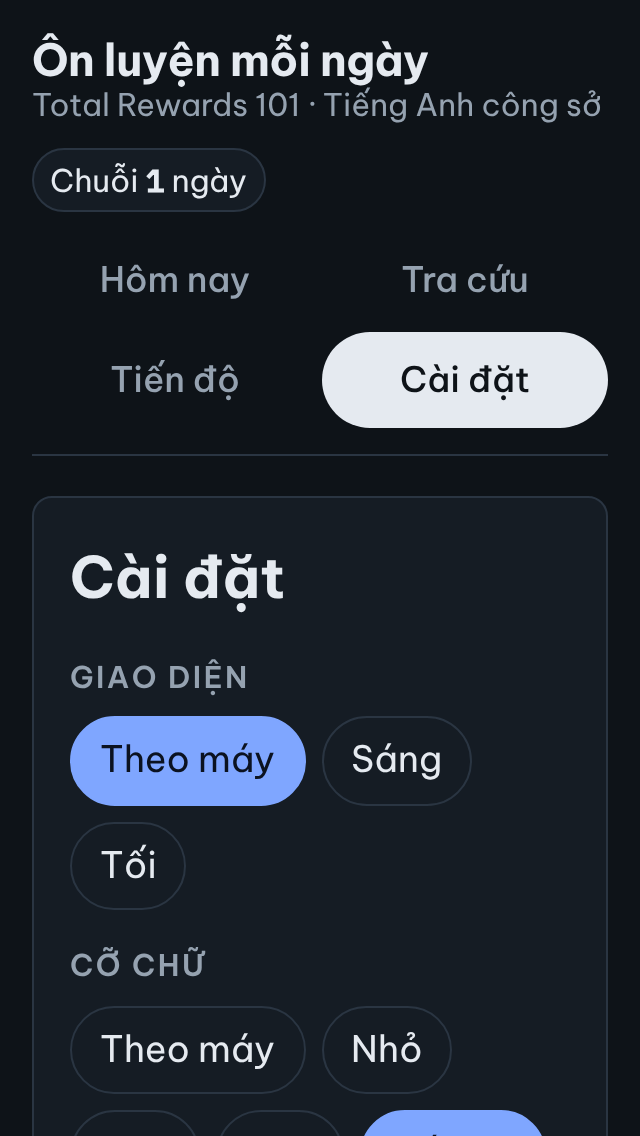 Ôn luyện mỗi ngày
Total Rewards 101 · Tiếng Anh công sở
Chuỗi 1 ngày
Hôm nay
Tra cứu
Tiến độ
Cài đặt
Cài đặt
GIAO DIỆN
Theo máy
Sáng
Tối
CỠ CHỮ
Theo máy
Nhỏ